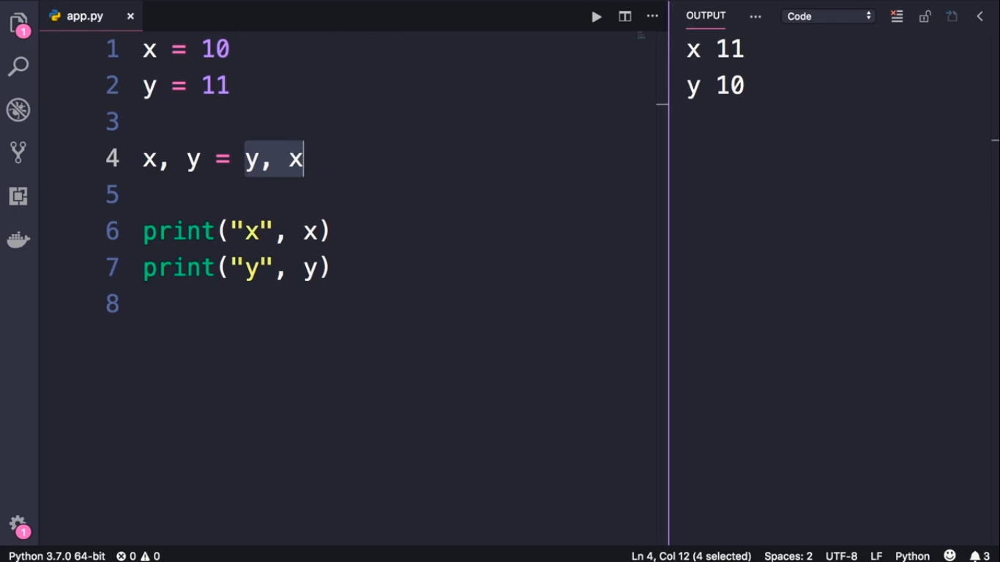 app.py
OUTPUT
Code
1 x = 10
2 y = 11
3
4 x, y = y, x
5
6 print("x", x)
7 print("y", y)
8
x 11
y 10
1
1
Python 3.7.0 64-bit 0 0
Ln 4, Col 12 (4 selected) Spaces: 2 UTF-8 LF Python 3